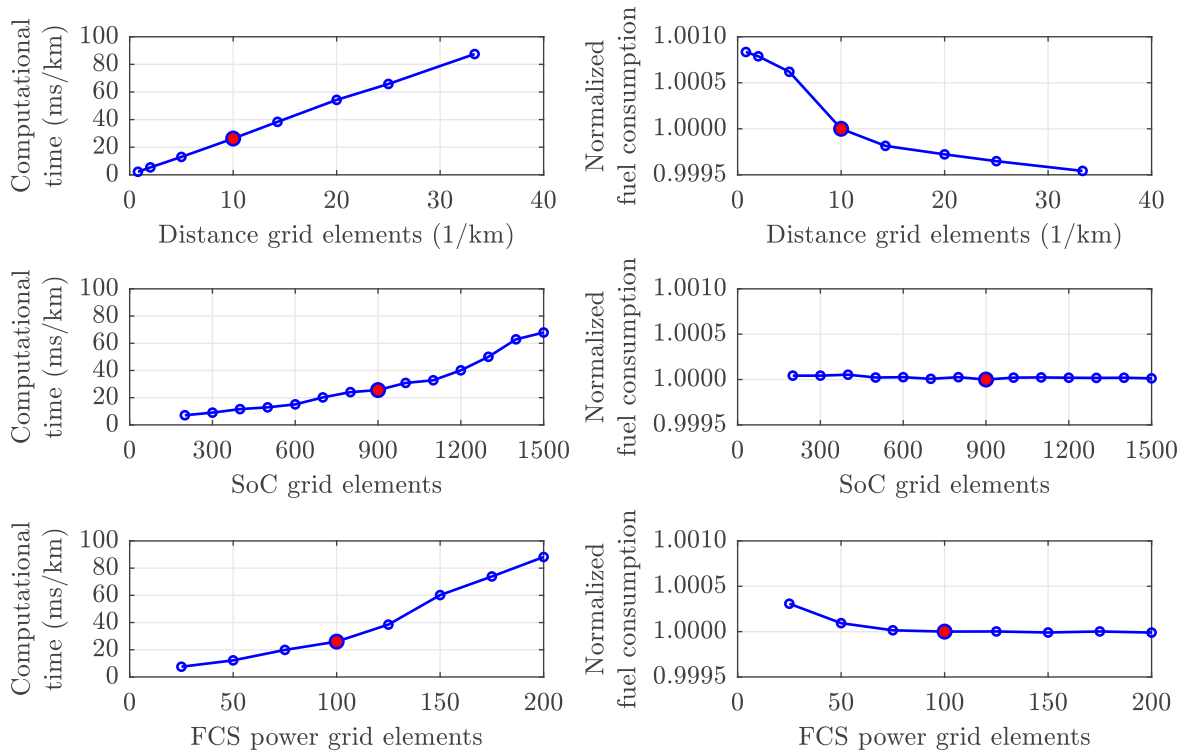 Computational
time (ms/km)
100
80
60
40
20
0
0 10 20 30 40
Distance grid elements (1/km)
Normalized
fuel consumption
1.0010
1.0005
1.0000
0.9995
0 10 20 30 40
Distance grid elements (1/km)
Computational
time (ms/km)
100
80
60
40
20
0
0 300 600 900 1200 1500
SoC grid elements
Normalized
fuel consumption
1.0010
1.0005
1.0000
0.9995
0 300 600 900 1200 1500
SoC grid elements
Computational
time (ms/km)
100
80
60
40
20
0
0 50 100 150 200
FCS power grid elements
Normalized
fuel consumption
1.0010
1.0005
1.0000
0.9995
0 50 100 150 200
FCS power grid elements